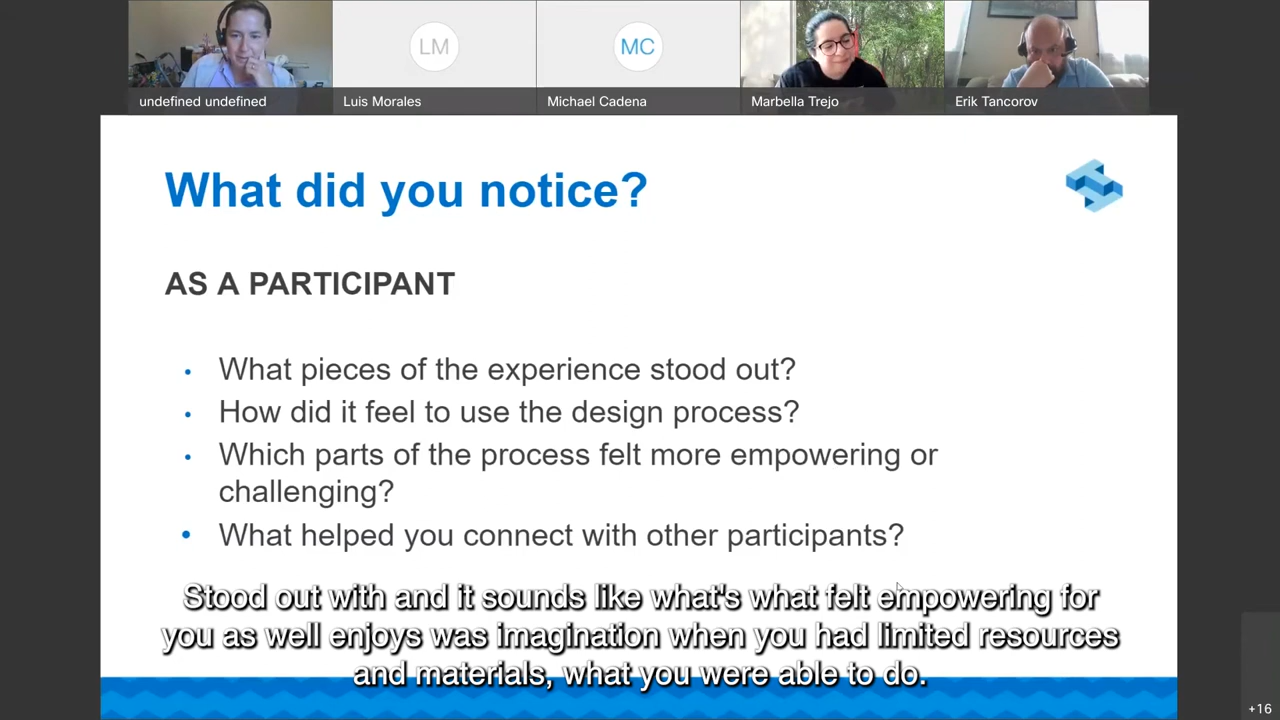 LM
MC
undefined undefined
Luis Morales
Michael Cadena
Marbella Trejo
Erik Tancorov
What did you notice?
AS A PARTICIPANT
• What pieces of the experience stood out?
• How did it feel to use the design process?
• Which parts of the process felt more empowering or
challenging?
• What helped you connect with other participants?
Stood out with and it sounds like what's what felt empowering for
you as well enjoys was imagination when you had limited resources
and materials, what you were able to do.
+16